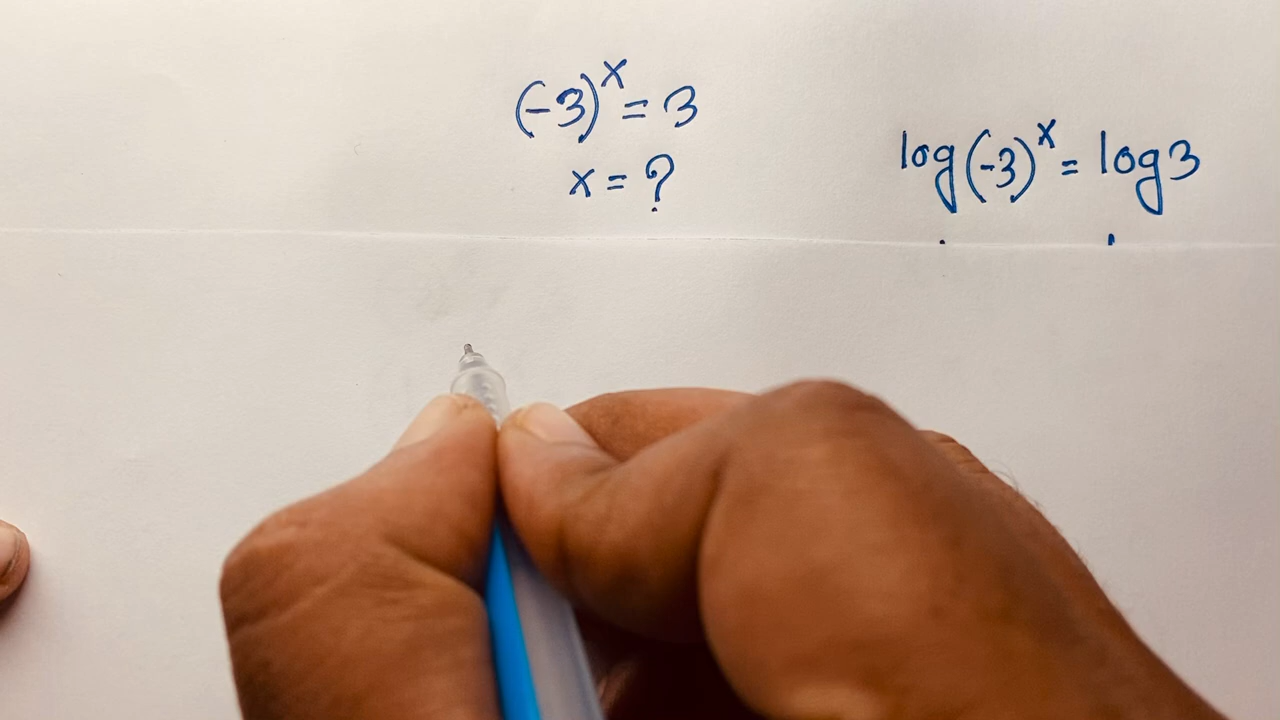 (-3)^x = 3
x = ?
log(-3)^x = log3